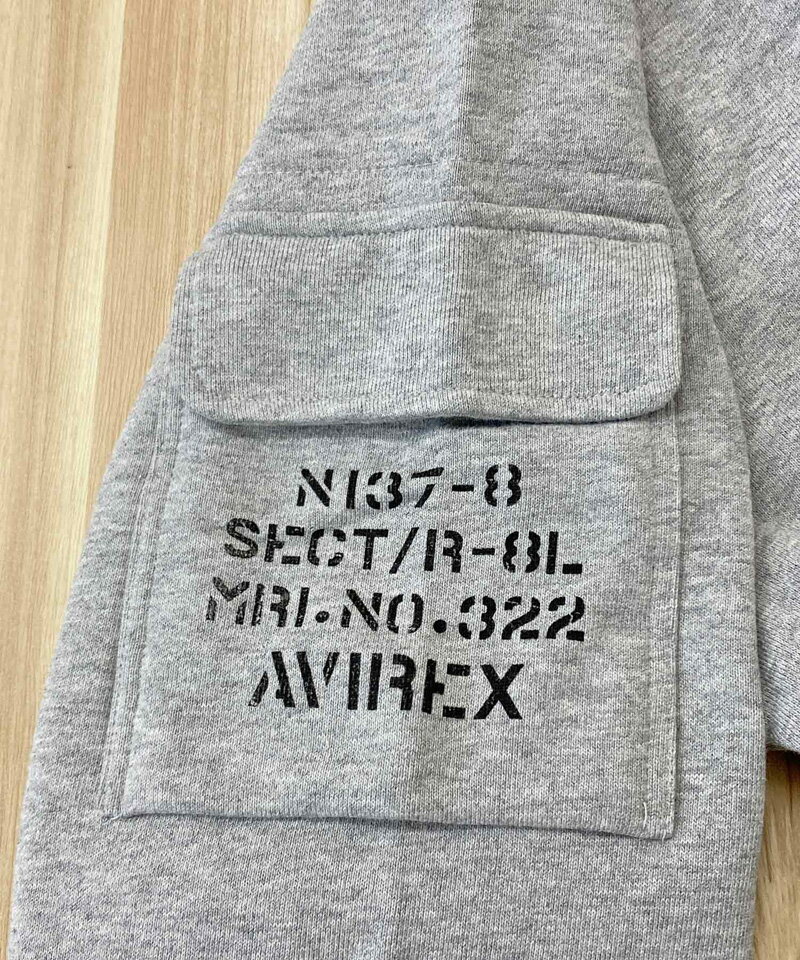 N137-8
SECT/R-8L
MRI.NO.322
AVIREX